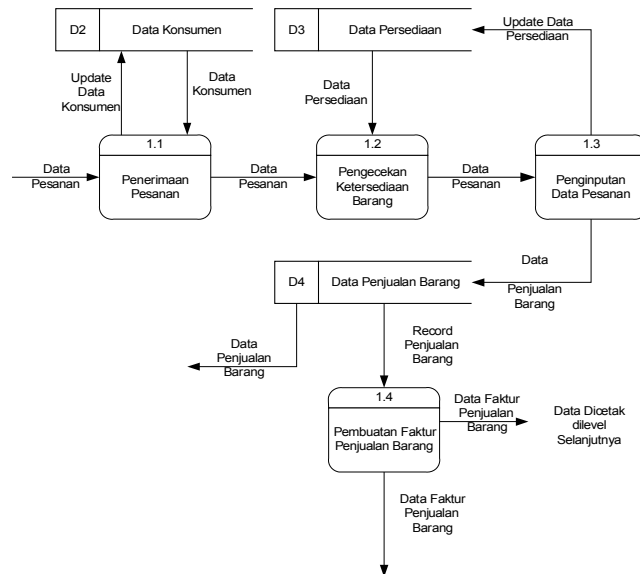 D2
Data Konsumen
D3
Data Persediaan
Update Data
Persediaan
Update
Data
Konsumen
Data
Konsumen
Data
Persediaan
1.1
Penerimaan
Pesanan
1.2
Pengecekan
Ketersediaan
Barang
1.3
Penginputan
Data Pesanan
Data
Pesanan
Data
Pesanan
Data
Pesanan
Data
Penjualan
Barang
D4
Data Penjualan Barang
Data
Penjualan
Barang
Record
Penjualan
Barang
1.4
Pembuatan Faktur
Penjualan Barang
Data Faktur
Penjualan
Barang
Data Dicetak
dilevel
Selanjutnya
Data Faktur
Penjualan
Barang